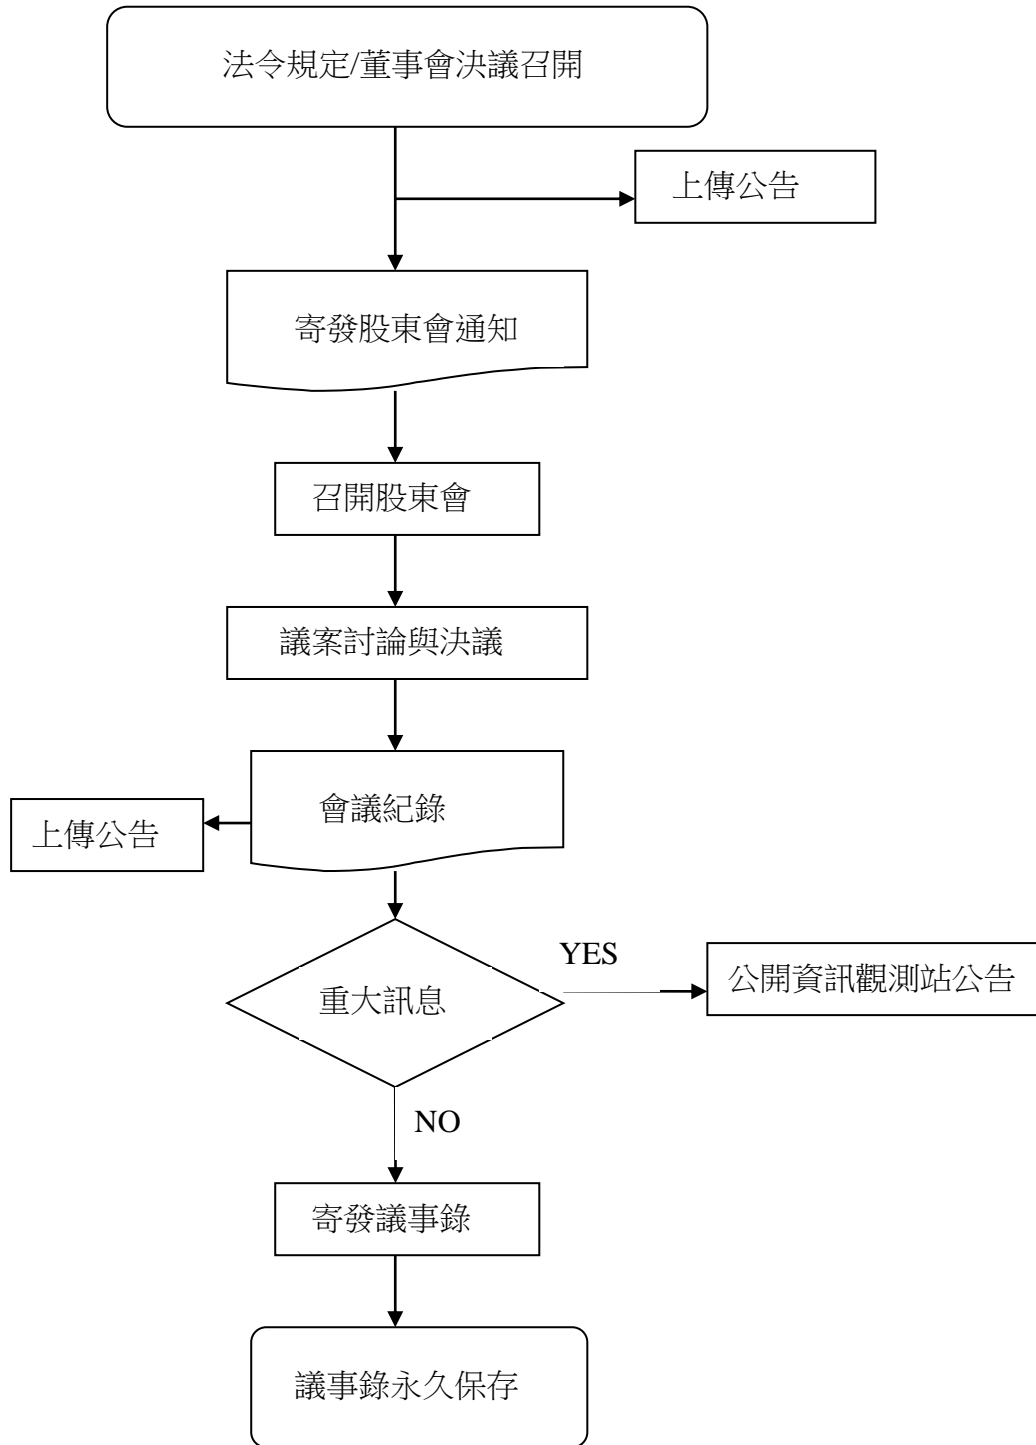 法令規定/董事會決議召開
上傳公告
寄發股東會通知
召開股東會
議案討論與決議
會議紀錄
上傳公告
YES
公開資訊觀測站公告
重大訊息
NO
寄發議事錄
議事錄永久保存